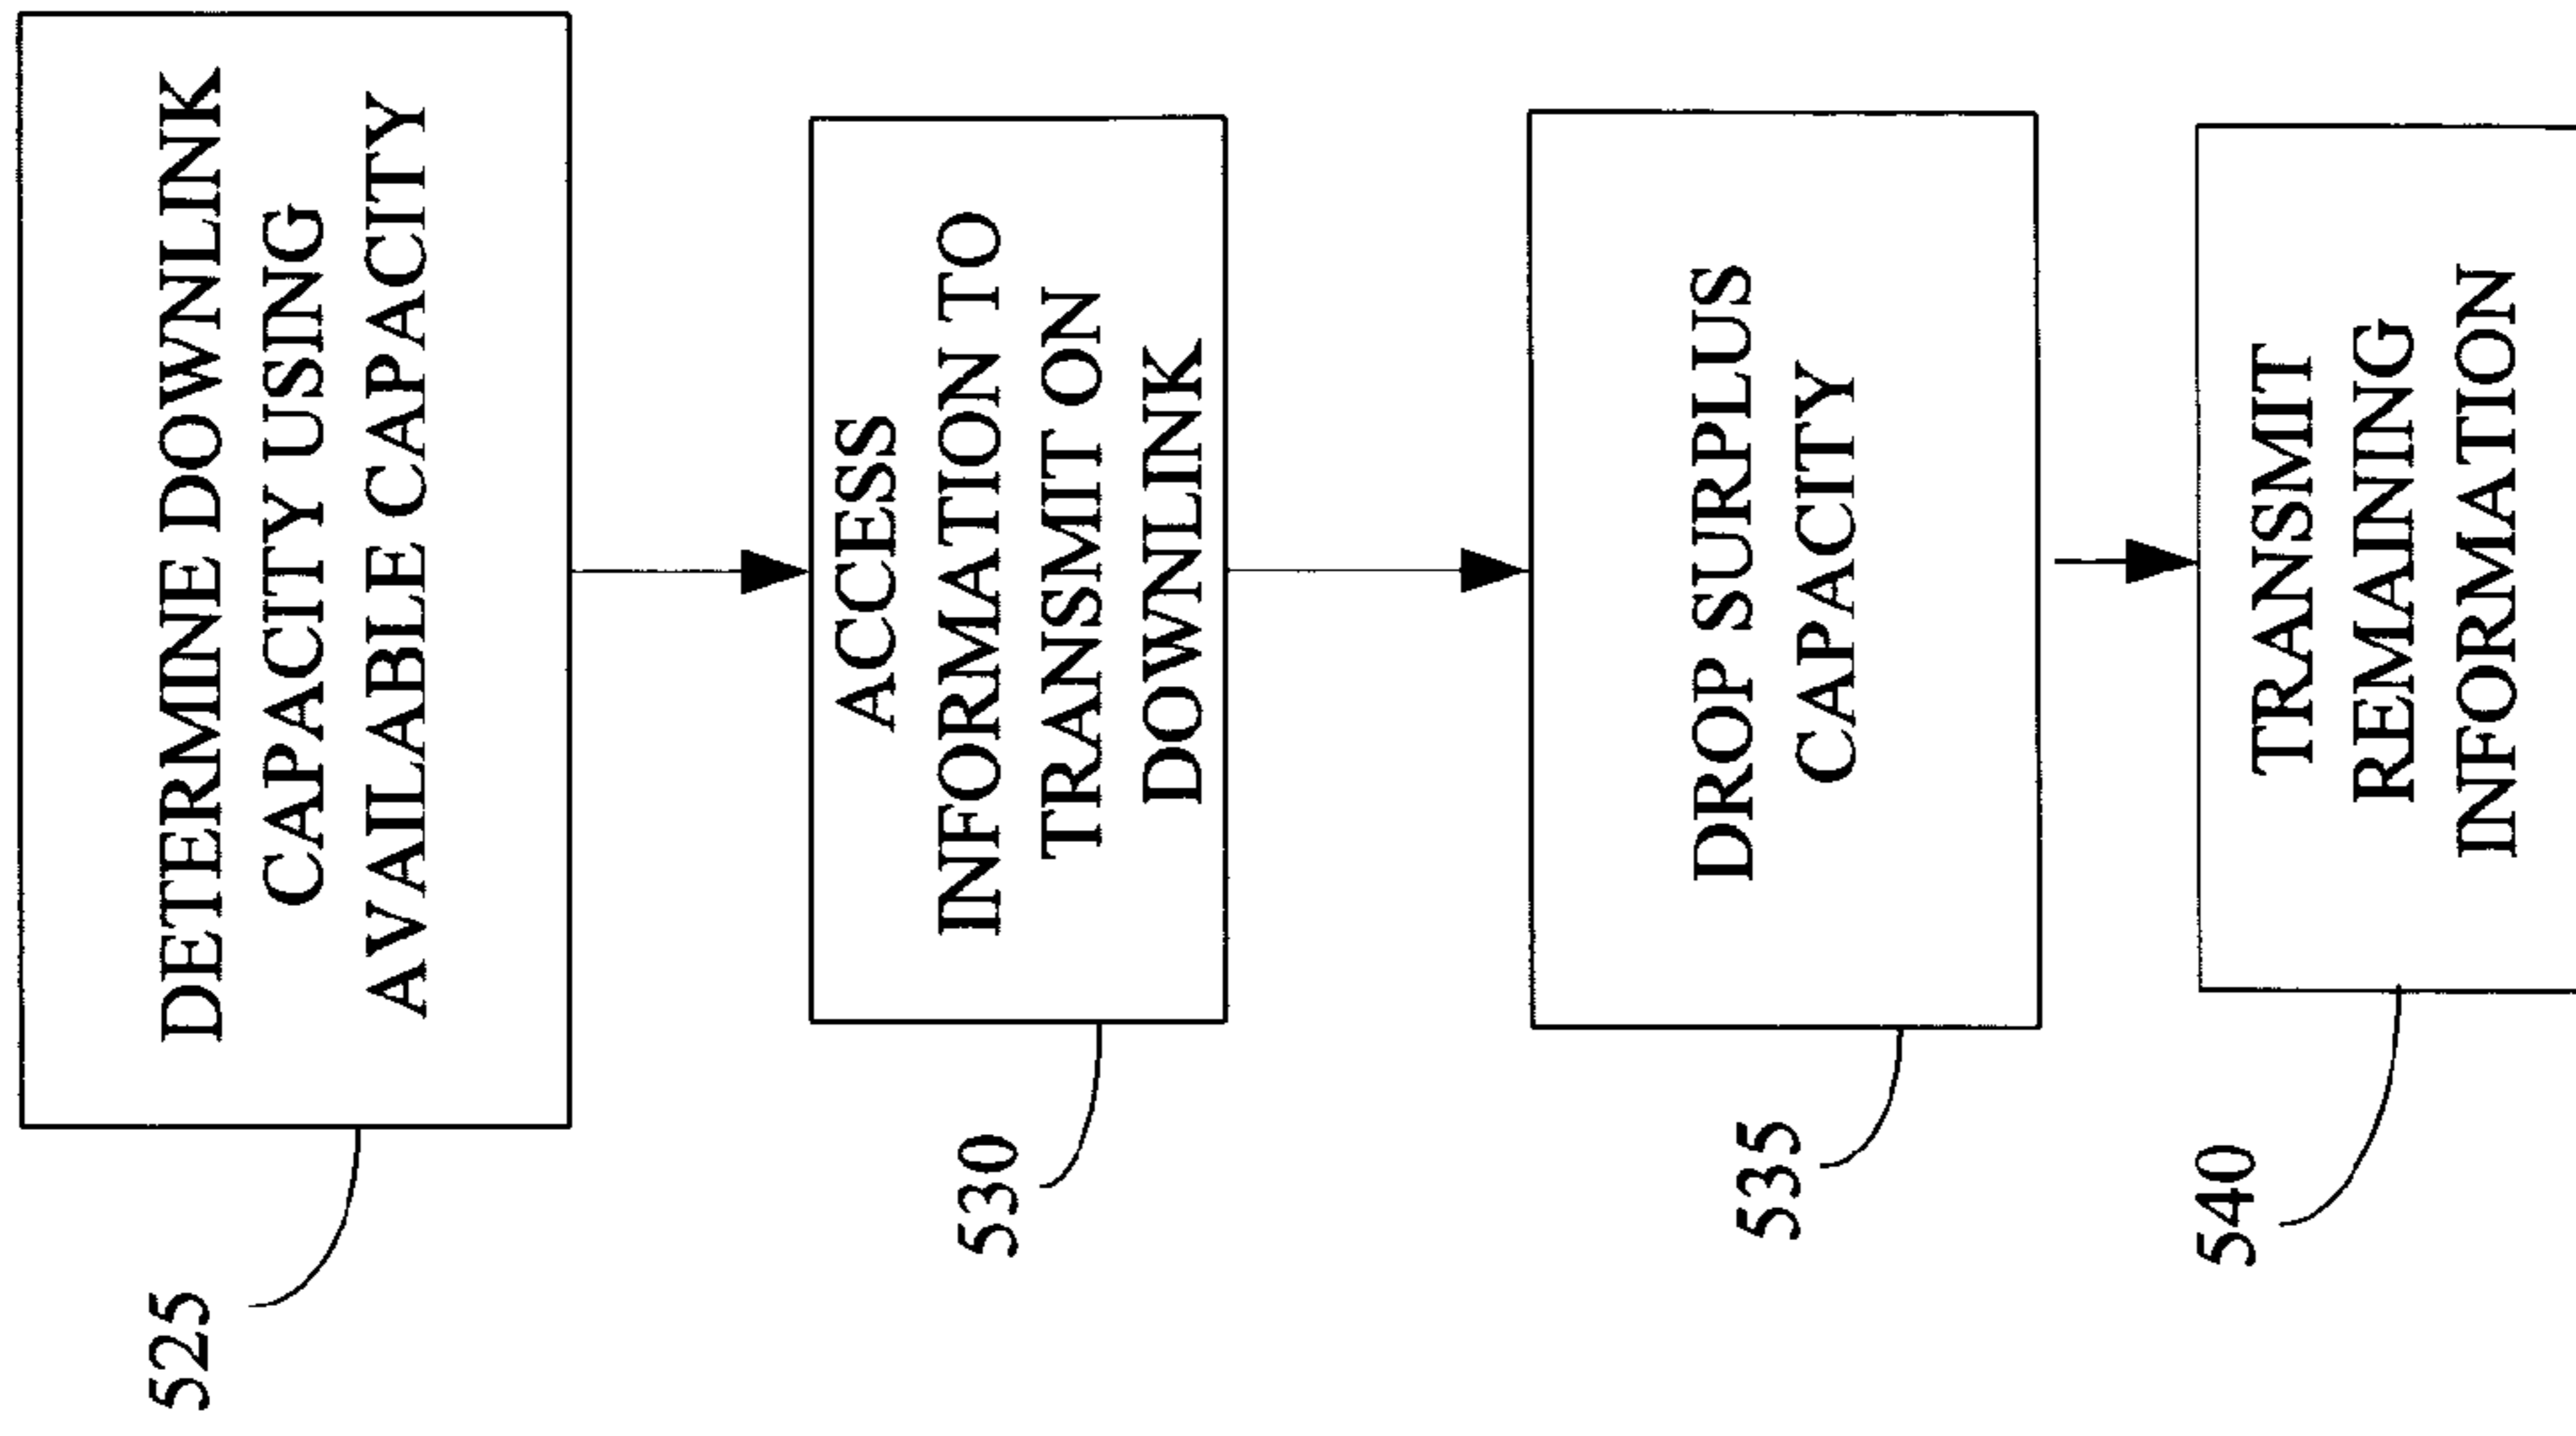 DETERMINE DOWNLINK
CAPACITY USING
AVAILABLE CAPACITY
525
ACCESS
INFORMATION TO
TRANSMIT ON
DOWNLINK
530
DROP SURPLUS
CAPACITY
535
TRANSMIT
REMAINING
INFORMATION
540